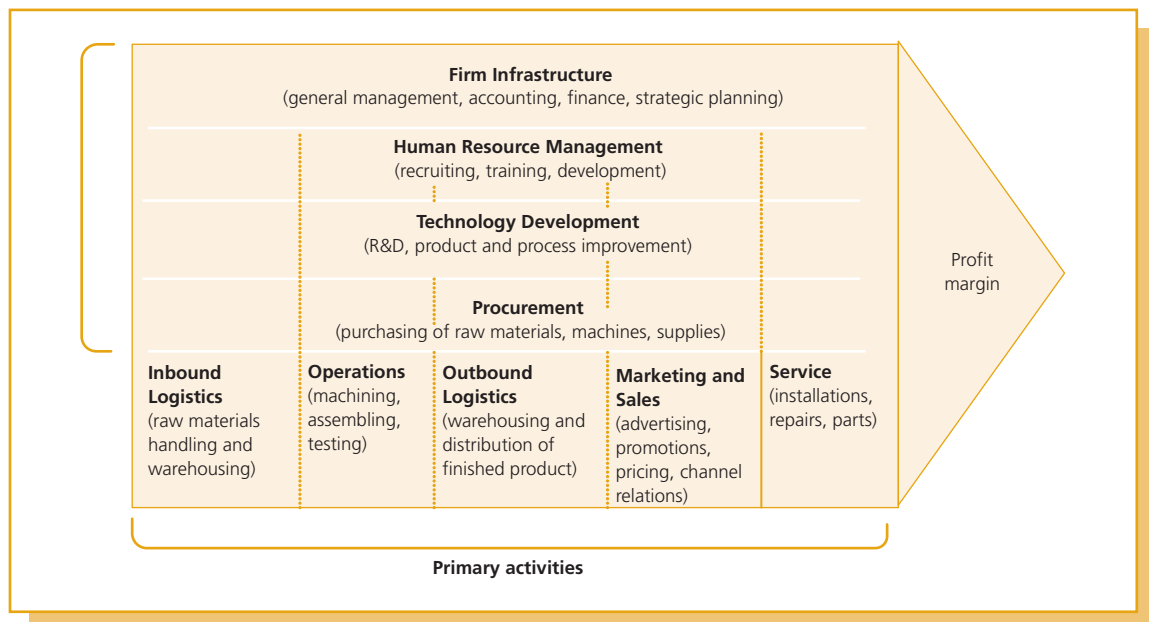 Firm Infrastructure
(general management, accounting, finance, strategic planning)
Human Resource Management
(recruiting, training, development)
Technology Development
(R&D, product and process improvement)
Procurement
(purchasing of raw materials, machines, supplies)
Inbound
Logistics
(raw materials
handling and
warehousing)
Operations
(machining,
assembling,
testing)
Outbound
Logistics
(warehousing and
distribution of
finished product)
Marketing and
Sales
(advertising,
promotions,
pricing, channel
relations)
Service
(installations,
repairs, parts)
Profit
margin
Primary activities